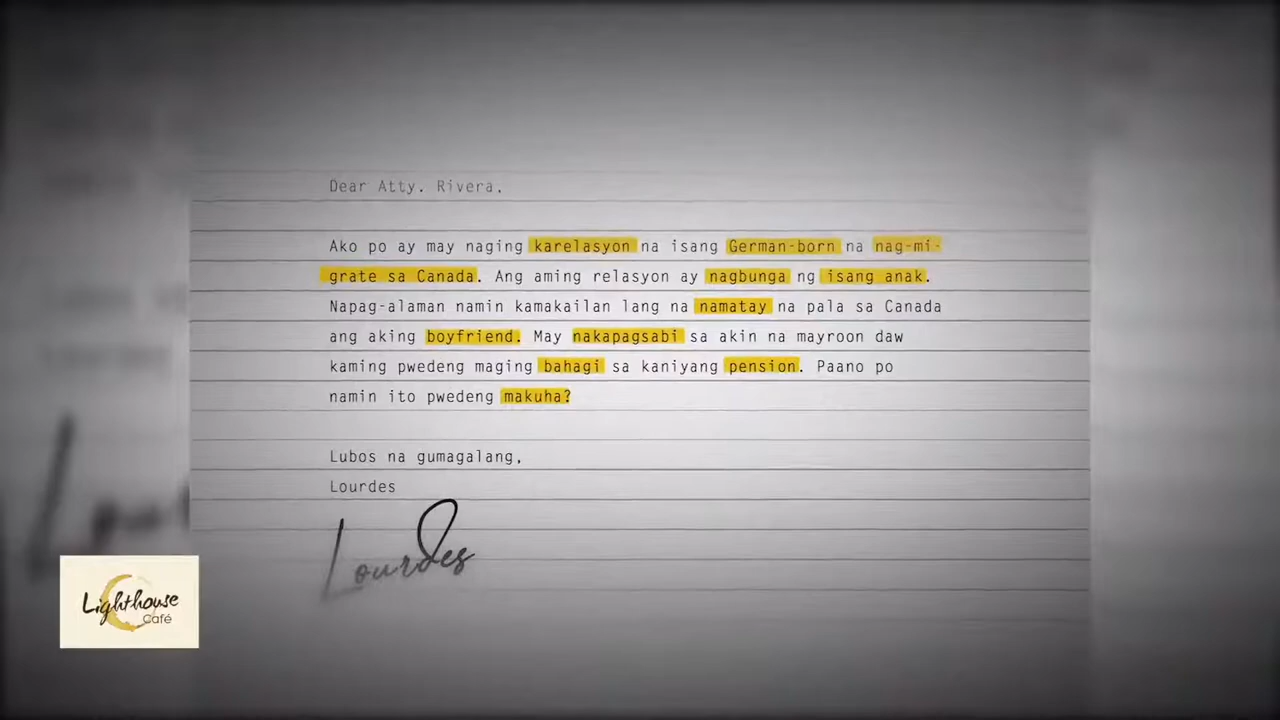 Dear Atty. Rivera,
Ako po ay may naging karelasyon na isang German-born na nag-mi-
grate sa Canada. Ang aming relasyon ay nagbunga ng isang anak.
Napag-alaman namin kamakailan lang na namatay na pala sa Canada
ang aking boyfriend. May nakapagsabi sa akin na mayroon daw
kaming pwedeng maging bahagi sa kaniyang pension. Paano po
namin ito pwedeng makuha?
Lubos na gumagalang,
Lourdes
Lourdes
Lighthouse
Café